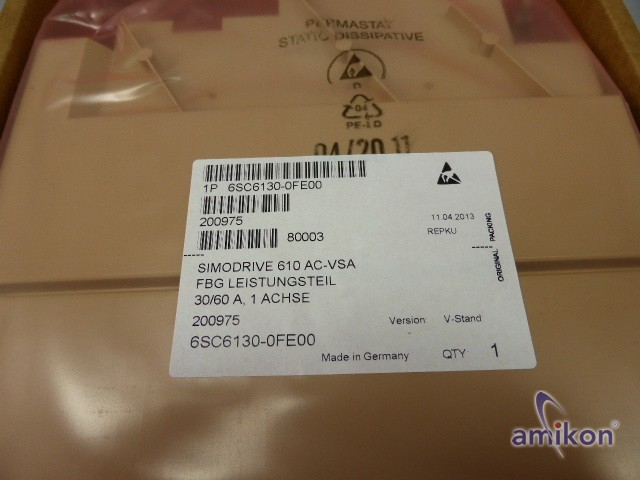 PERMASTAT
STATIC DISSIPATIVE
04
PE-LD
04/2011
1P 6SC6130-0FE00
200975
80003
11.04.2013
REPKU
ORIGINAL PACKING
SIMODRIVE 610 AC-VSA
FBG LEISTUNGSTEIL
30/60 A, 1 ACHSE
200975
Version: V-Stand
6SC6130-0FE00
Made in Germany
QTY 1
amikon